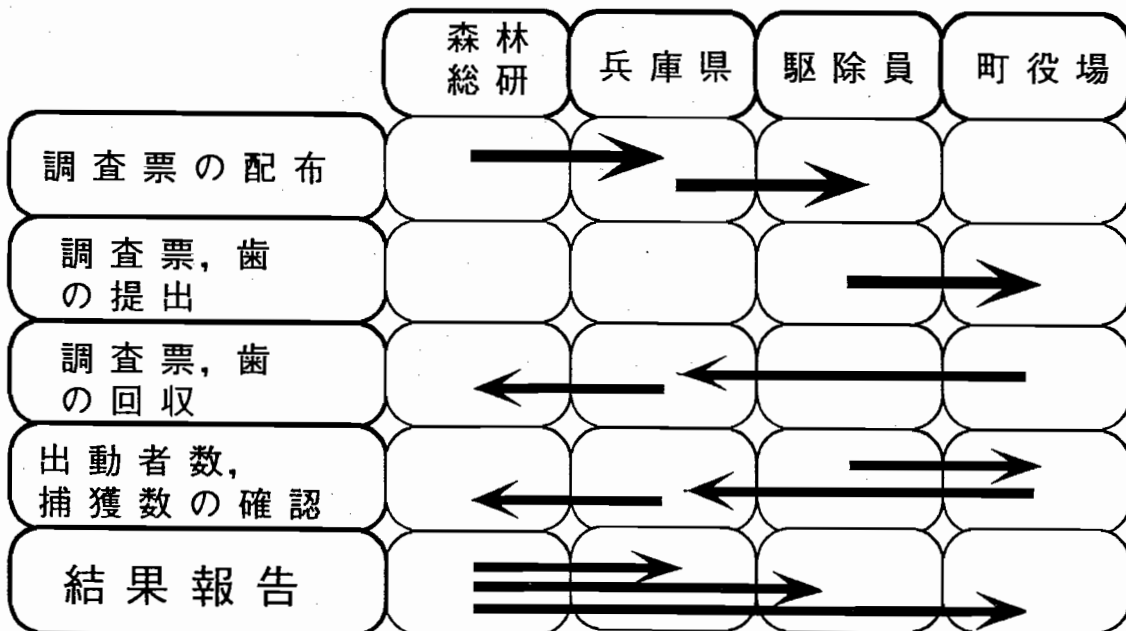 森林
総研
兵庫県
駆除員
町役場
調査票の配布
調査票，歯
の提出
調査票，歯
の回収
出動者数，
捕獲数の確認
結果報告